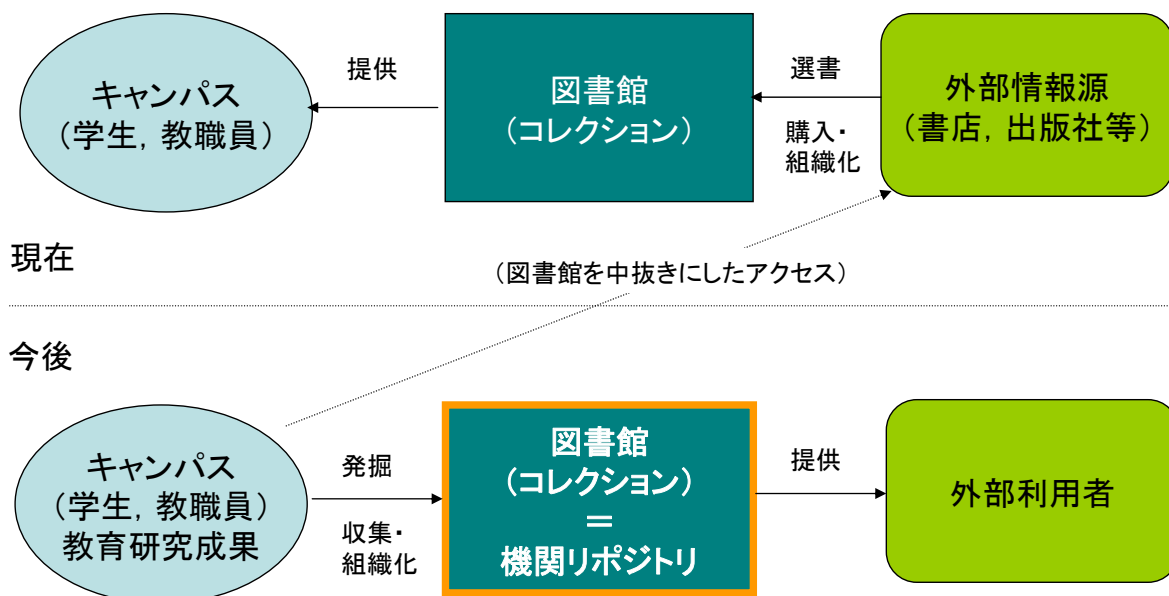 キャンパス
（学生，教職員）
提供
図書館
（コレクション）
選書
購入・
組織化
外部情報源
（書店，出版社等）
現在
（図書館を中抜きにしたアクセス）
今後
キャンパス
（学生，教職員）
教育研究成果
発掘
収集・
組織化
図書館
（コレクション）
＝
機関リポジトリ
提供
外部利用者